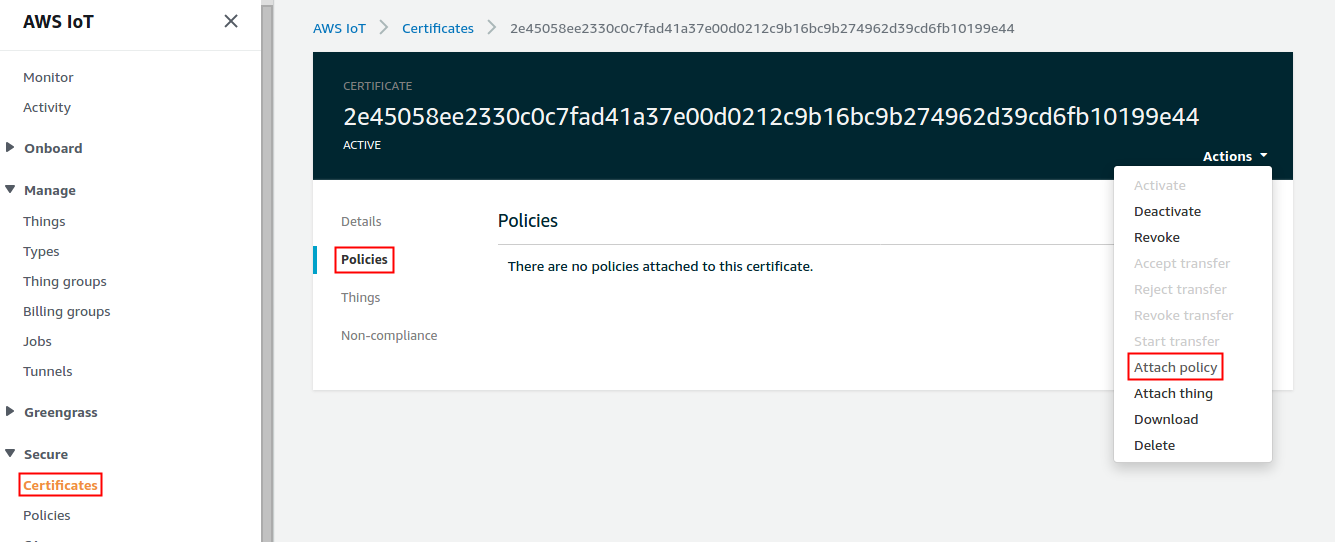 AWS IoT
Monitor
Activity
Onboard
Manage
Things
Types
Thing groups
Billing groups
Jobs
Tunnels
Greengrass
Secure
Certificates
Policies
AWS IoT
Certificates
2e45058ee2330c0c7fad41a37e00d0212c9b16bc9b274962d39cd6fb10199e44
CERTIFICATE
2e45058ee2330c0c7fad41a37e00d0212c9b16bc9b274962d39cd6fb10199e44
ACTIVE
Actions
Details
Policies
Things
Non-compliance
Policies
There are no policies attached to this certificate.
Activate
Deactivate
Revoke
Accept transfer
Reject transfer
Revoke transfer
Start transfer
Attach policy
Attach thing
Download
Delete